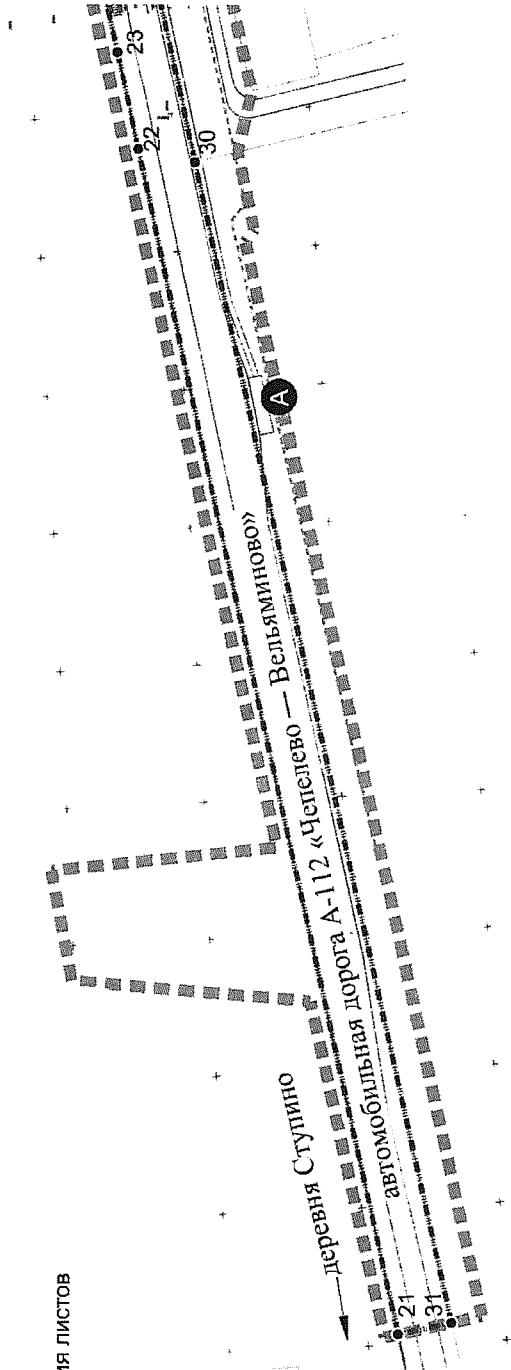 ия листов
деревня Ступино
автомобильная дорога А-112 «Чепелево — Вельяминово»
21
31
22
23
30
А